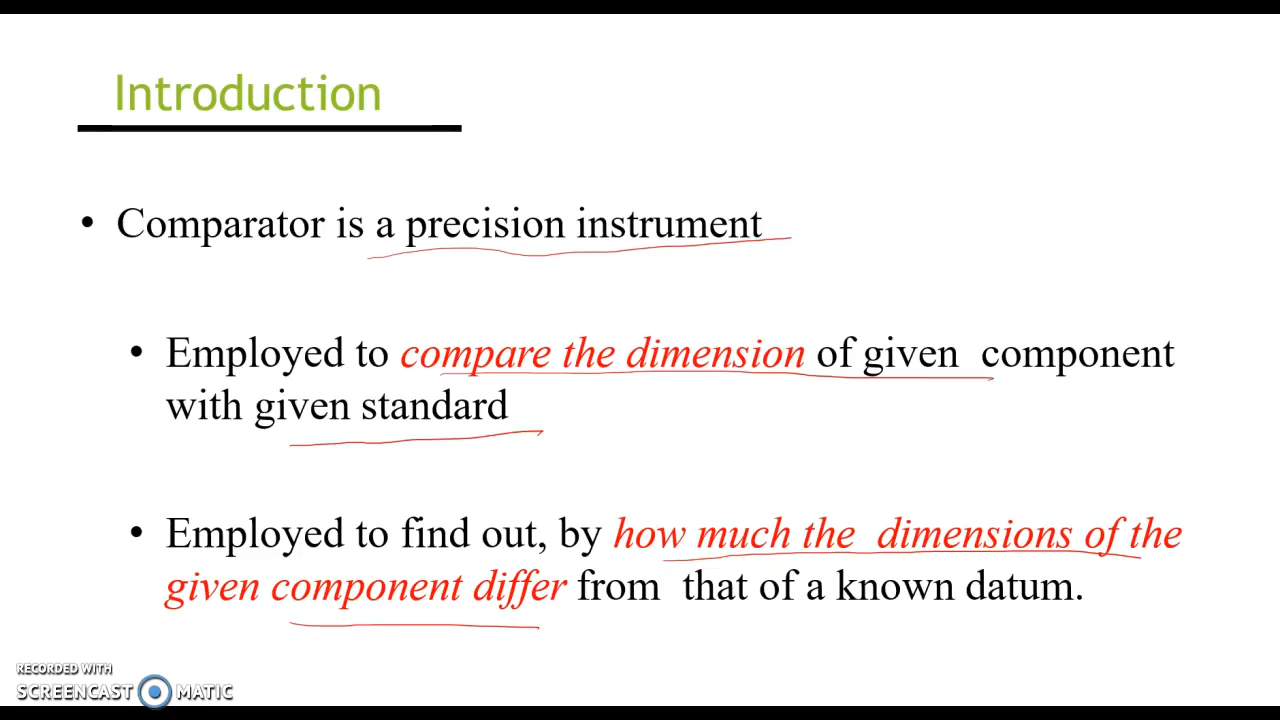 Introduction
• Comparator is a precision instrument
• Employed to compare the dimension of given component
with given standard
• Employed to find out, by how much the dimensions of the
given component differ from that of a known datum.
RECORDED WITH
SCREENCAST MATIC